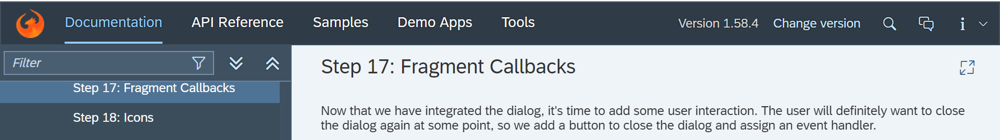 Documentation API Reference Samples Demo Apps Tools Version 1.58.4 Change version
Filter
Step 17: Fragment Callbacks
Step 18: Icons
Step 17: Fragment Callbacks
Now that we have integrated the dialog, it's time to add some user interaction. The user will definitely want to close
the dialog again at some point, so we add a button to close the dialog and assign an event handler.